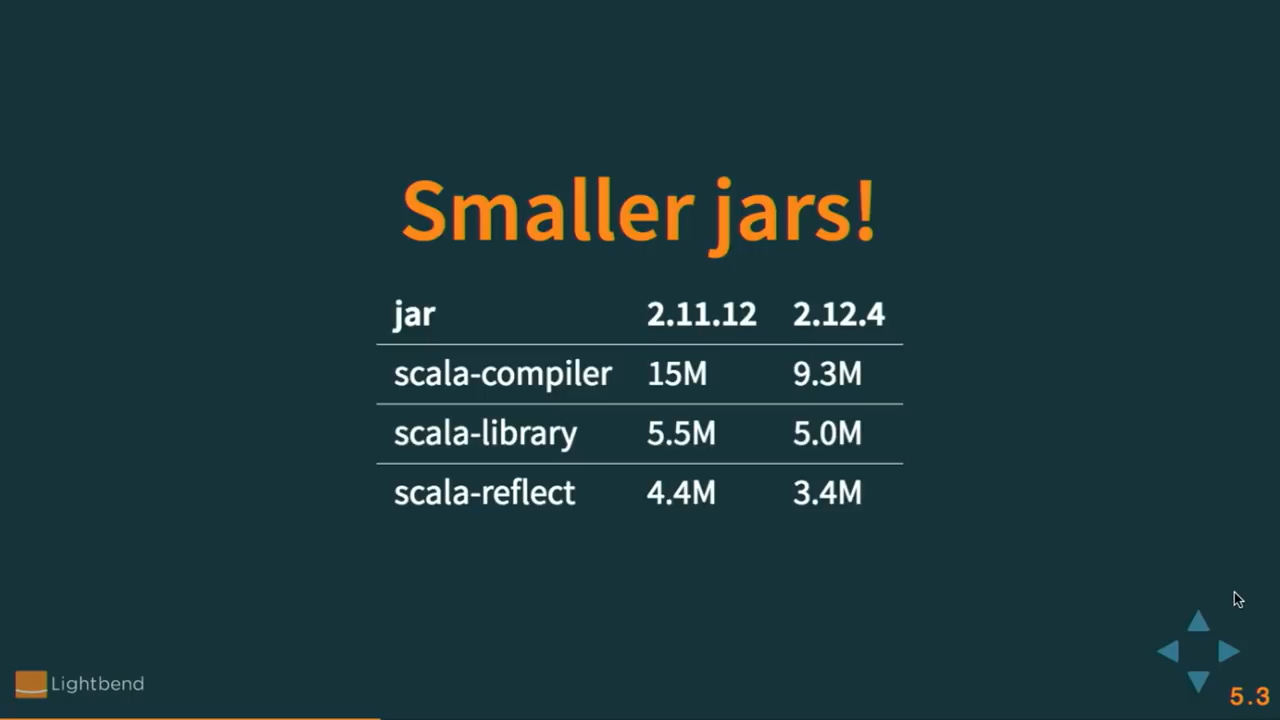 Smaller jars!
jar 2.11.12 2.12.4
scala-compiler 15M 9.3M
scala-library 5.5M 5.0M
scala-reflect 4.4M 3.4M
Lightbend
5.3